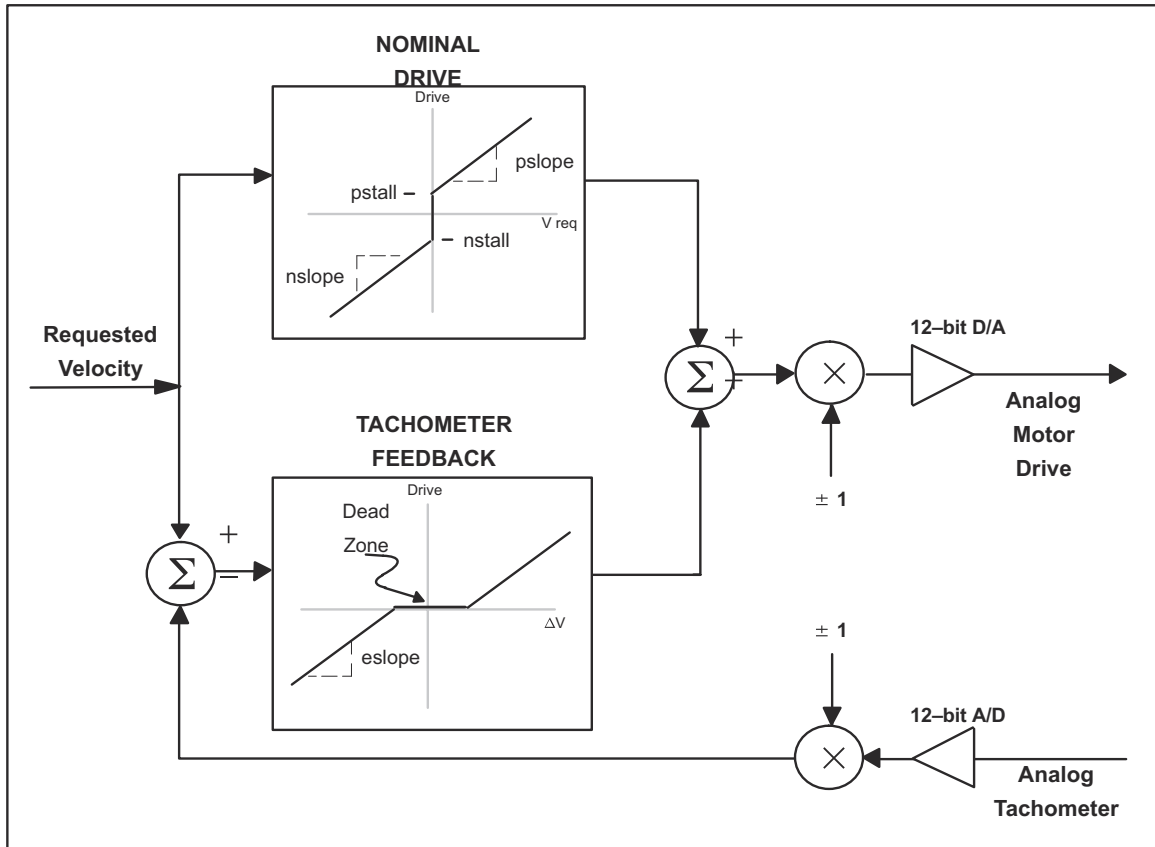 NOMINAL
DRIVE
Drive
pslope
pstall –
V req
– nstall
nslope
Requested
Velocity
12–bit D/A
+
Σ
+
×
Analog
Motor
Drive
± 1
TACHOMETER
FEEDBACK
Drive
Dead
Zone
+
Σ
–
ΔV
eslope
± 1
12–bit A/D
×
Analog
Tachometer